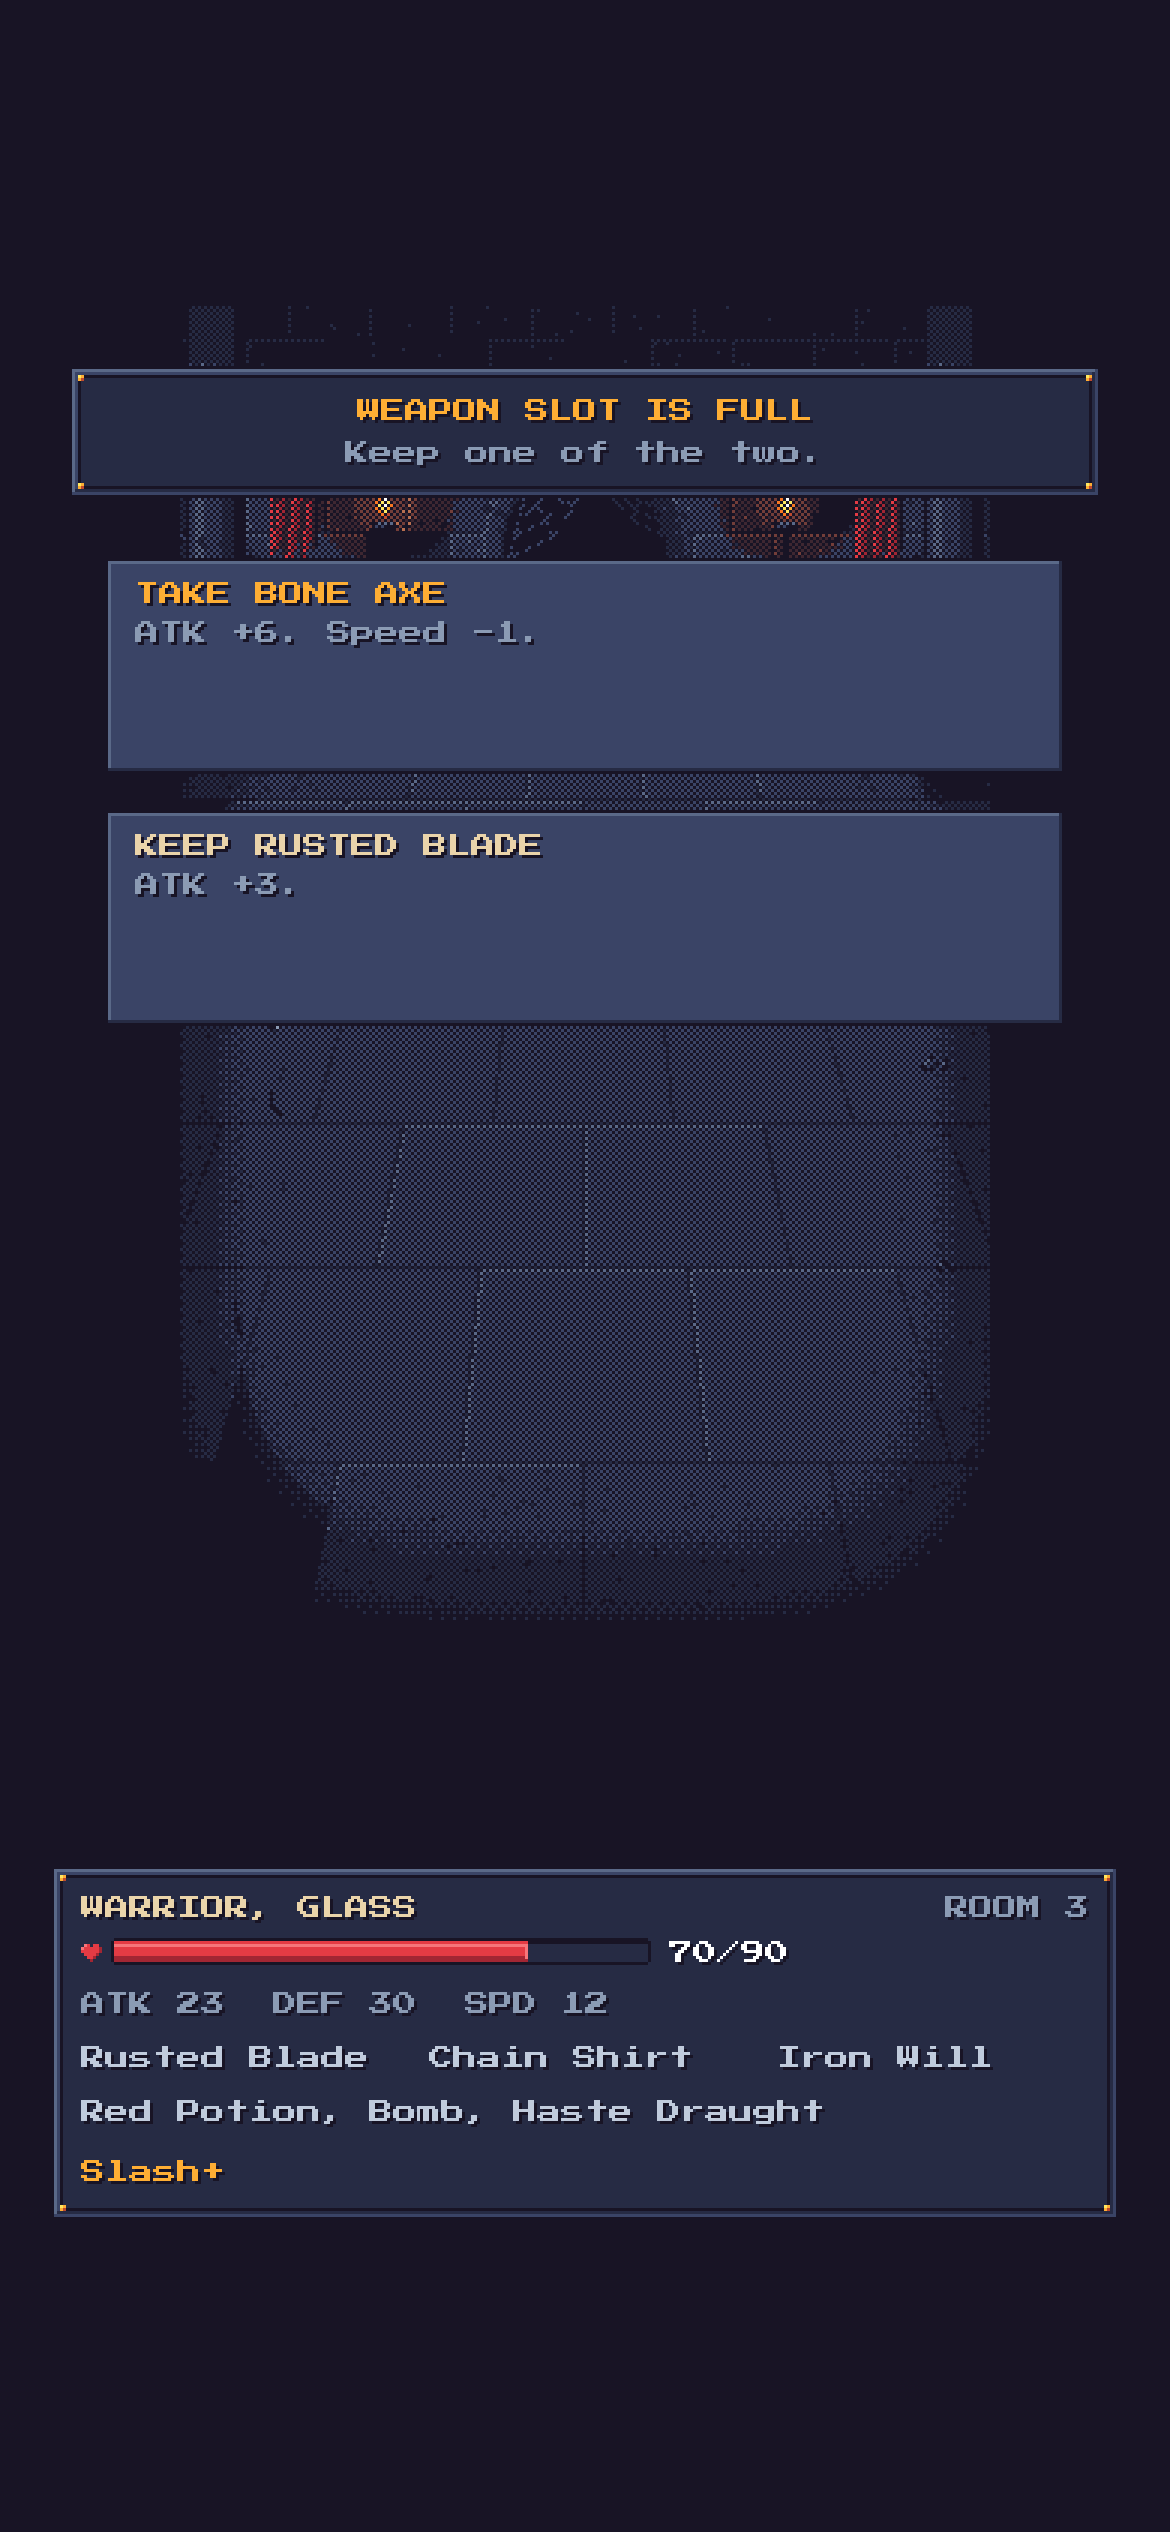 WEAPON SLOT IS FULL
Keep one of the two.
TAKE BONE AXE
ATK +6. Speed -1.
KEEP RUSTED BLADE
ATK +3.
WARRIOR, GLASS ROOM 3
70/90
ATK 23 DEF 30 SPD 12
Rusted Blade Chain Shirt Iron Will
Red Potion, Bomb, Haste Draught
Slash+